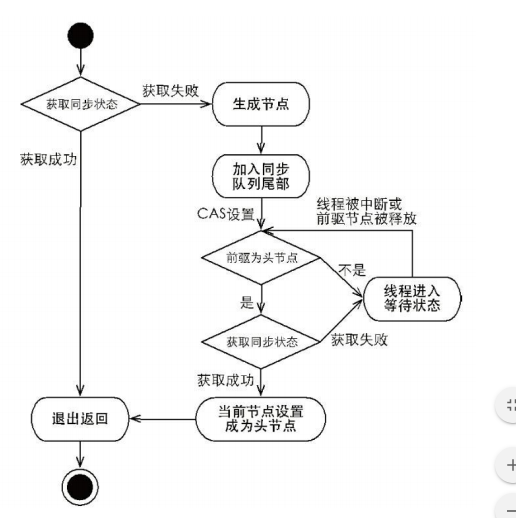 获取同步状态
获取失败
生成节点
获取成功
加入同步
队列尾部
CAS设置
线程被中断或
前驱节点被释放
前驱为头节点
不是
线程进入
等待状态
是
获取同步状态
获取失败
获取成功
退出返回
当前节点设置
成为头节点